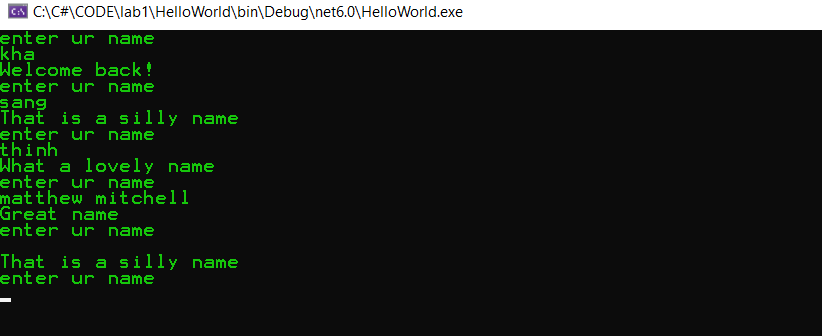 C:\C#\CODE\lab1\HelloWorld\bin\Debug\net6.0\HelloWorld.exe
enter ur name
kha
Welcome back!
enter ur name
sang
That is a silly name
enter ur name
thinh
What a lovely name
enter ur name
matthew mitchell
Great name
enter ur name
That is a silly name
enter ur name